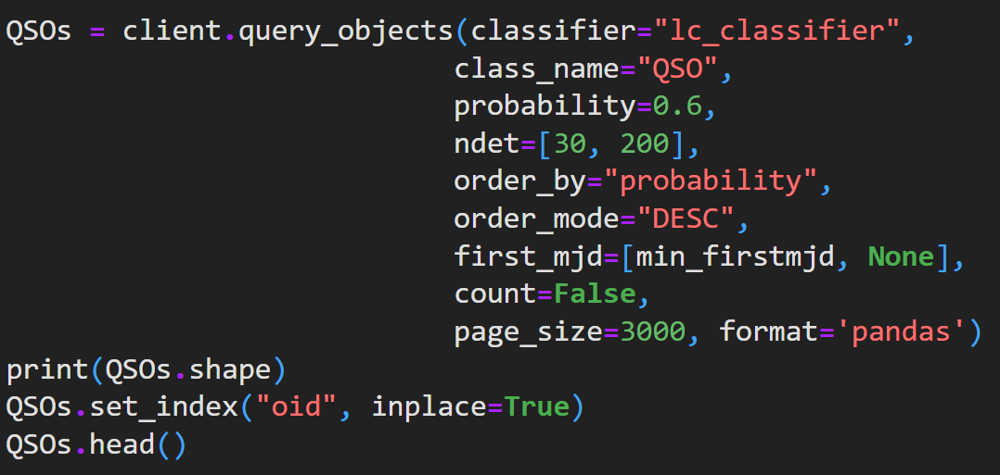 QSOs = client.query_objects(classifier="lc_classifier",
                           class_name="QSO",
                           probability=0.6,
                           ndet=[30, 200],
                           order_by="probability",
                           order_mode="DESC",
                           first_mjd=[min_firstmjd, None],
                           count=False,
                           page_size=3000, format='pandas')
print(QSOs.shape)
QSOs.set_index("oid", inplace=True)
QSOs.head()